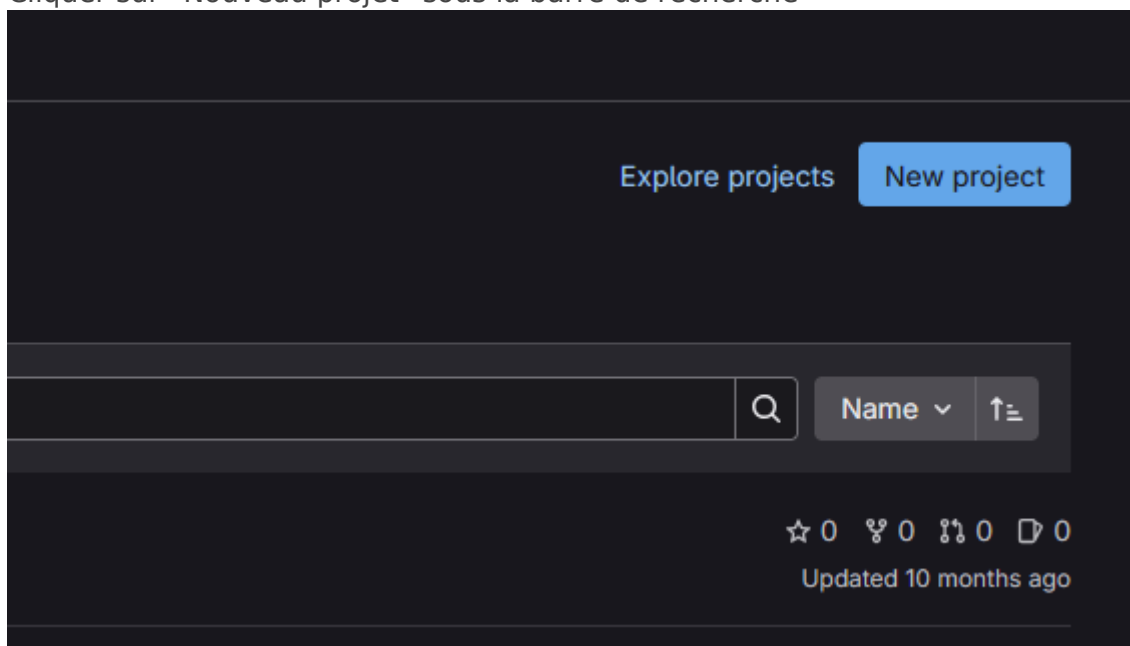 Cliquer sur "Nouveau projet" sous la barre de recherche
Explore projects New project
Name
0 0 0 0
Updated 10 months ago